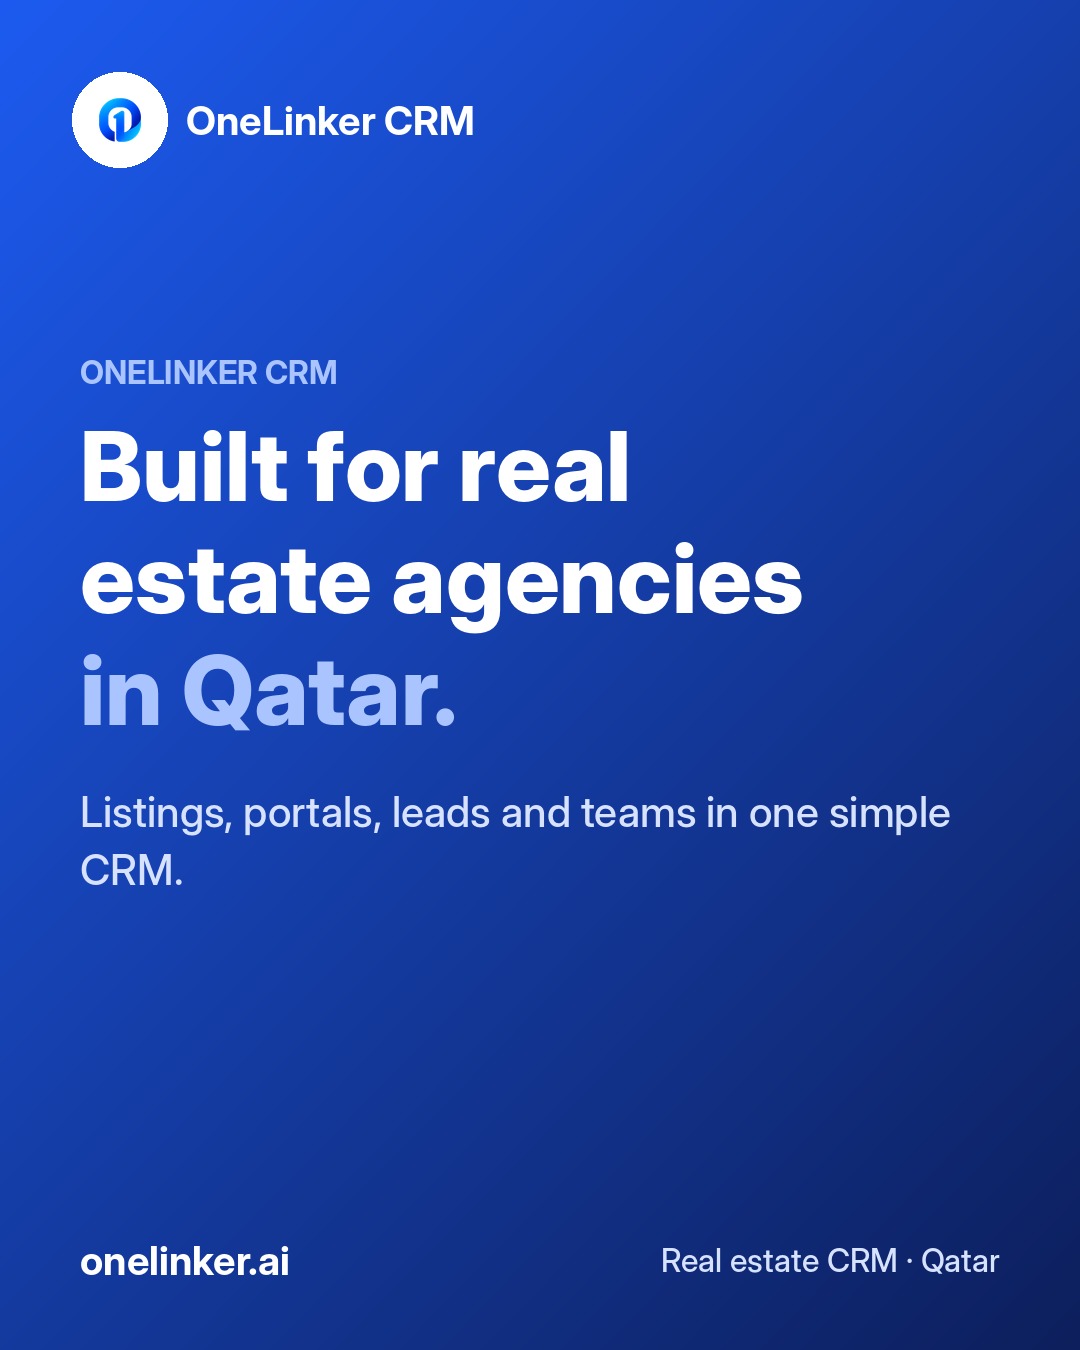 OneLinker CRM
ONELINKER CRM
Built for real
estate agencies
in Qatar.
Listings, portals, leads and teams in one simple
CRM.
onelinker.ai
Real estate CRM · Qatar